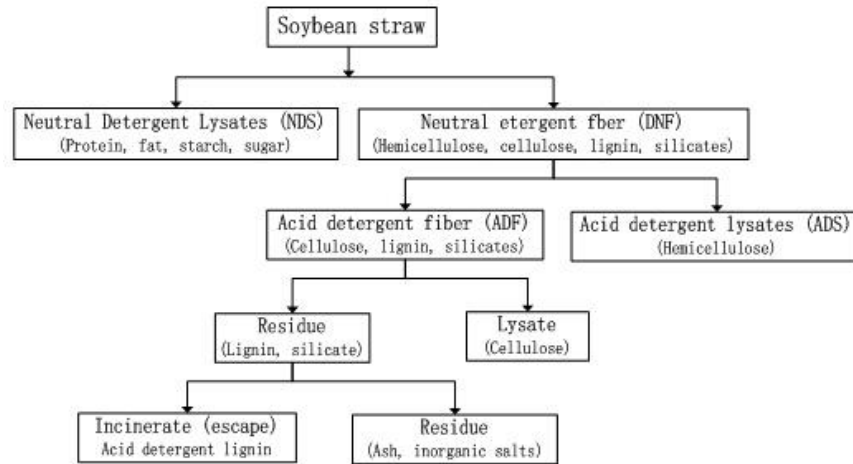 Soybean straw
Neutral Detergent Lysates (NDS)
(Protein, fat, starch, sugar)
Neutral etergent fber (DNF)
(Hemicellulose, cellulose, lignin, silicates)
Acid detergent fiber (ADF)
(Cellulose, lignin, silicates)
Acid detergent lysates (ADS)
(Hemicellulose)
Residue
(Lignin, silicate)
Lysate
(Cellulose)
Incinerate (escape)
Acid detergent lignin
Residue
(Ash, inorganic salts)